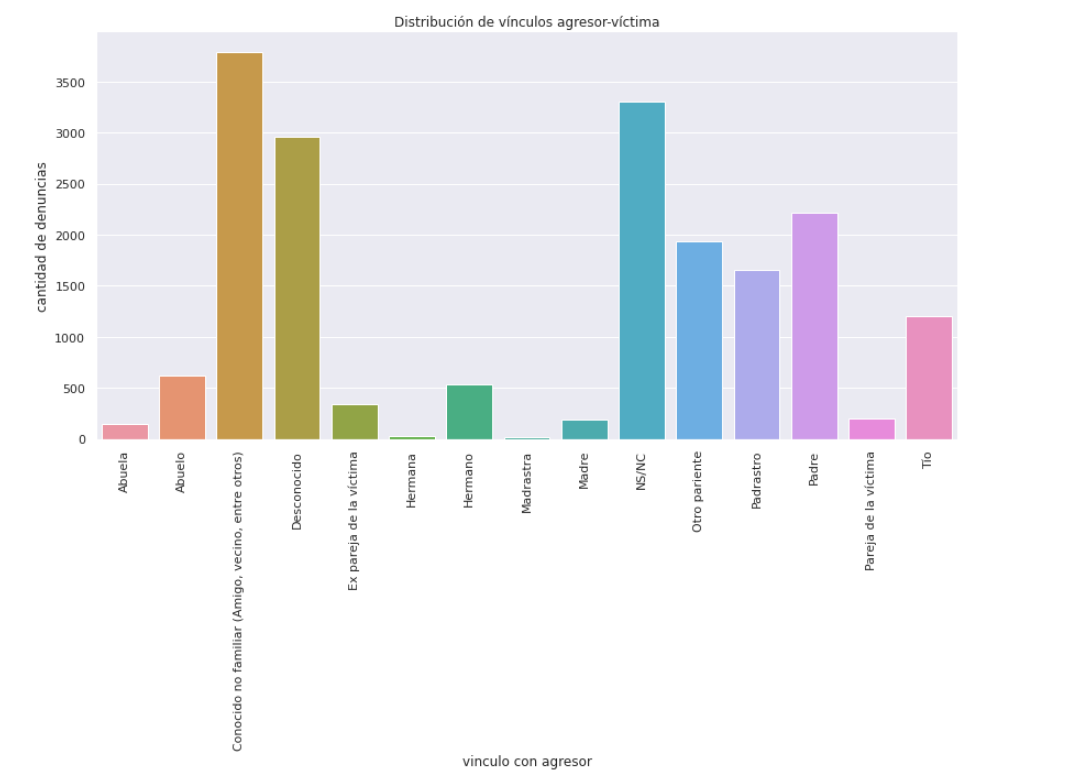 Distribución de vínculos agresor-víctima
3500
3000
2500
2000
1500
1000
500
0
cantidad de denuncias
Abuela
Abuelo
Conocido no familiar (Amigo, vecino, entre otros)
Desconocido
Ex pareja de la víctima
Hermana
Hermano
Madrastra
Madre
NS/NC
Otro pariente
Padrastro
Padre
Pareja de la víctima
Tío
vinculo con agresor